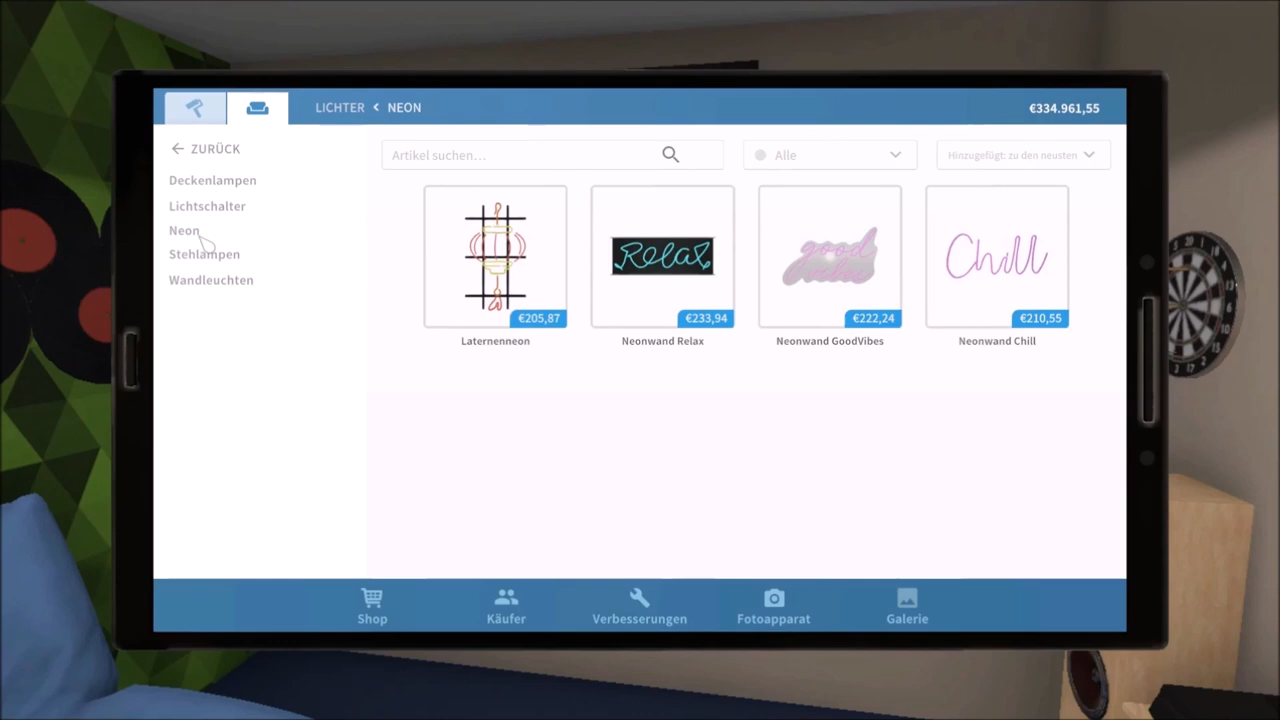 LICHTER < NEON
€334.961,55
ZURÜCK
Deckenlampen
Lichtschalter
Neon
Stehlampen
Wandleuchten
Artikel suchen...
Alle
Hinzugefügt: zu den neusten
Relax
good vibes
Chill
€205,87
€233,94
€222,24
€210,55
Laternenneon
Neonwand Relax
Neonwand GoodVibes
Neonwand Chill
Shop
Käufer
Verbesserungen
Fotoapparat
Galerie